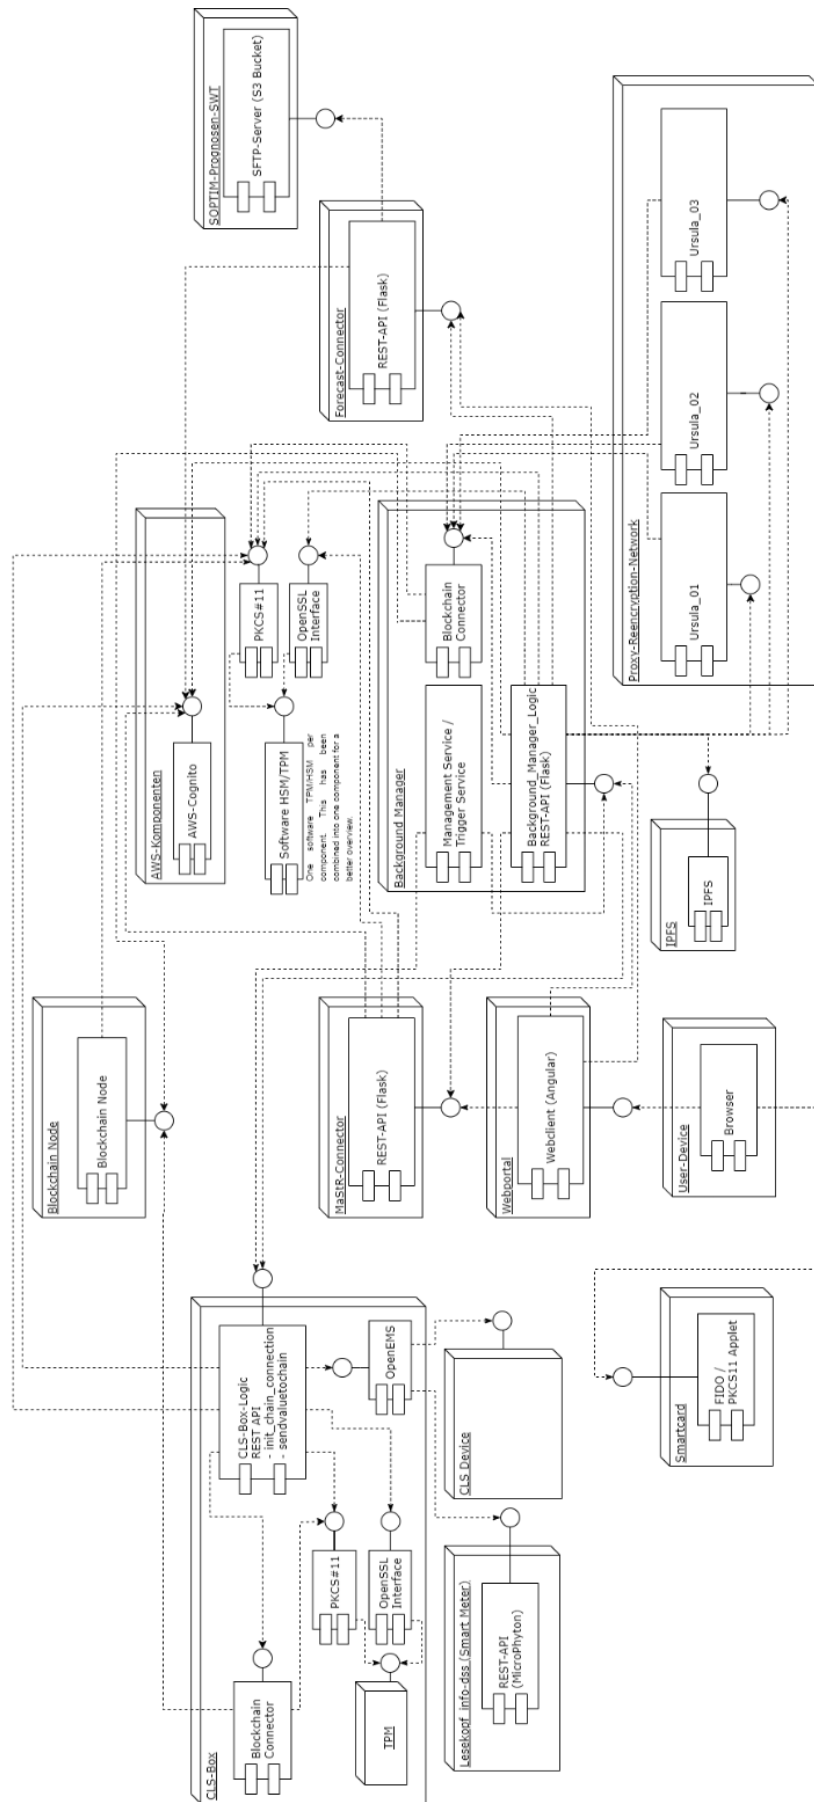 SOPTIM-Prognosen-SWT
SFTP-Server (S3 Bucket)
Forecast-Connector
REST-API (Flask)
Proxy-Reencryption-Network
Ursula_03
Ursula_02
Ursula_01
AWS-Komponenten
AWS-Cognito
PKCS#11
OpenSSL
Interface
Software HSM/TPM
One software TPM/HSM per
component. This has been
combined into one component for a
better overview.
Background Manager
Blockchain
Connector
Management Service /
Trigger Service
Background_Manager_Logic
REST-API (Flask)
IPFS
IPFS
Blockchain Node
Blockchain Node
MaStR-Connector
REST-API (Flask)
Webportal
Webclient (Angular)
User-Device
Browser
CLS-Box
CLS-Box-Logic
REST API
- init_chain_connection
- sendvaluetochain
OpenEMS
PKCS#11
OpenSSL
Interface
Blockchain
Connector
TPM
CLS Device
Lesekopf info-dss (Smart Meter)
REST-API
(MicroPhyton)
Smartcard
FIDO /
PKCS11 Applet